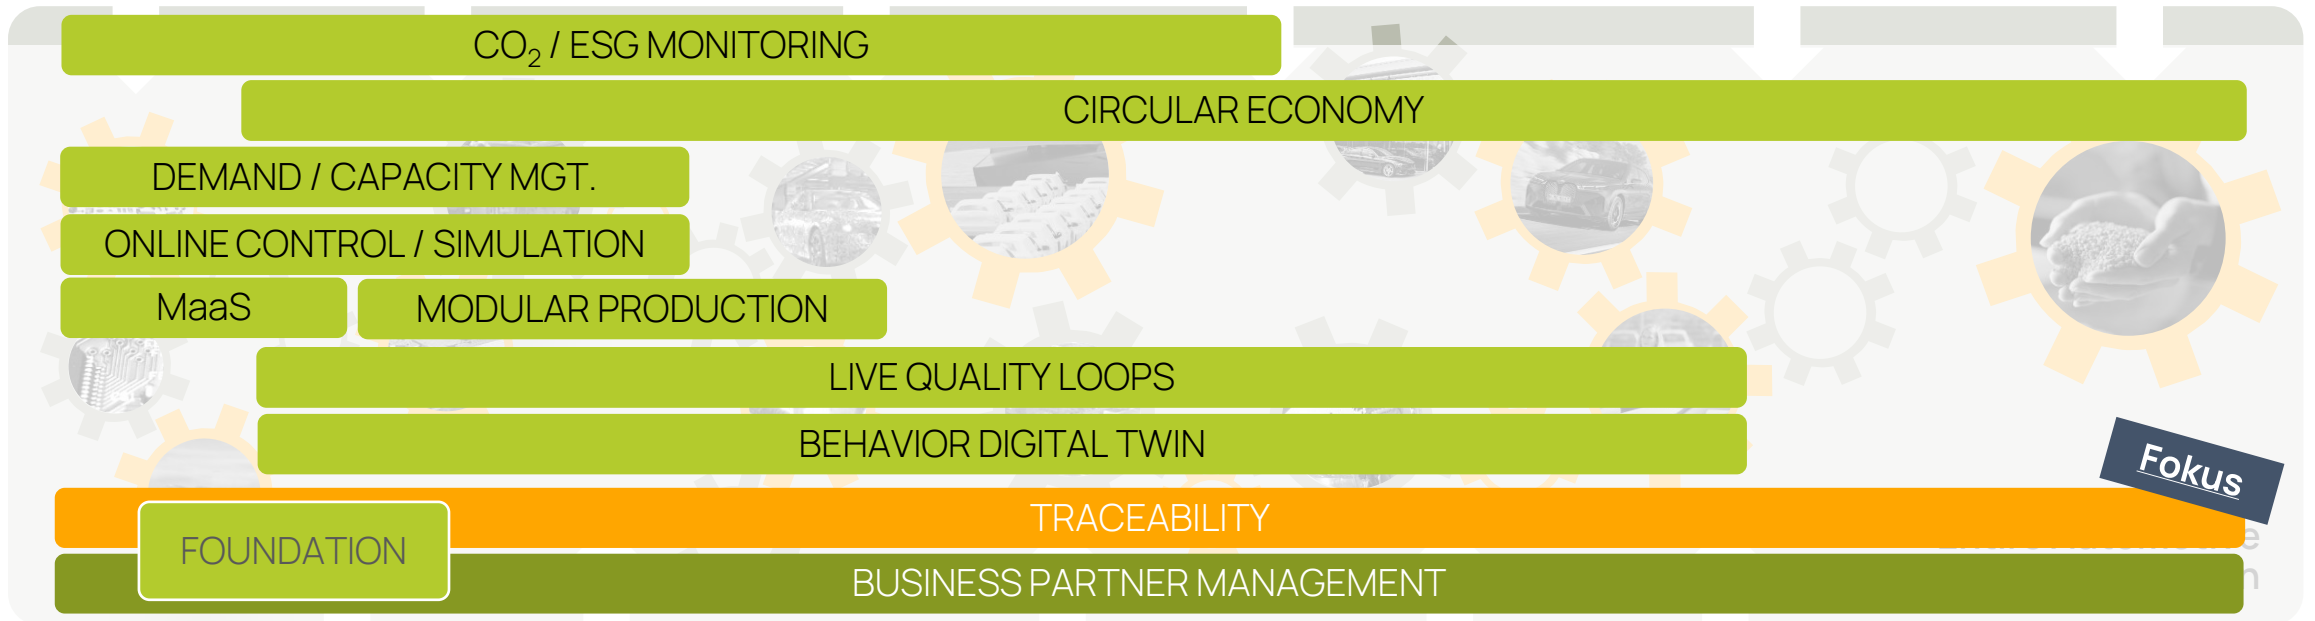 CO₂ / ESG MONITORING
CIRCULAR ECONOMY
DEMAND / CAPACITY MGT.
ONLINE CONTROL / SIMULATION
MaaS
MODULAR PRODUCTION
LIVE QUALITY LOOPS
BEHAVIOR DIGITAL TWIN
Fokus
TRACEABILITY
FOUNDATION
BUSINESS PARTNER MANAGEMENT